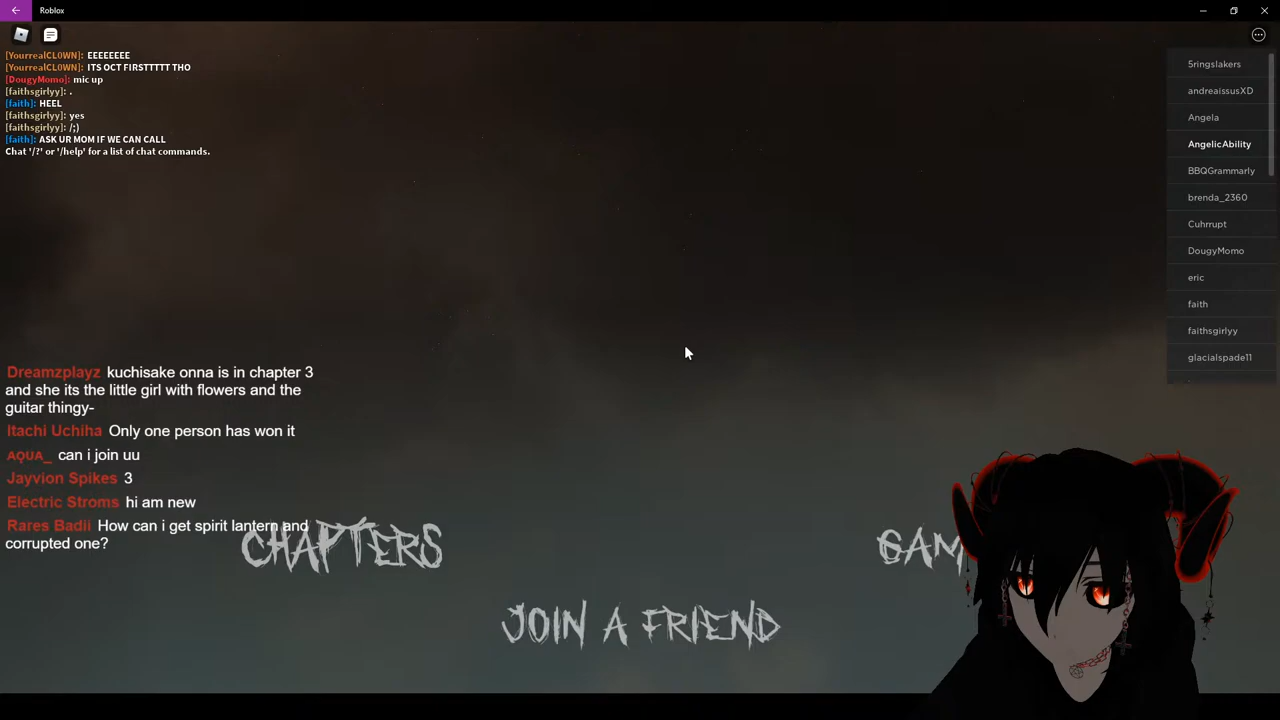 Roblox
[YourrealCL0WN]: EEEEEEEE
[YourrealCL0WN]: ITS OCT FIRSTTTTT THO
[DougyMomo]: mic up
[faithsgirlyy]: .
[faith]: HEEL
[faithsgirlyy]: yes
[faithsgirlyy]: /;)
[faith]: ASK UR MOM IF WE CAN CALL
Chat '/?' or '/help' for a list of chat commands.
5ringslakers
andreaissusXD
Angela
AngelicAbility
BBQGrammarly
brenda_2360
Cuhrrupt
DougyMomo
eric
faith
faithsgirlyy
glacialspade11
Dreamzplayz kuchisake onna is in chapter 3
and she its the little girl with flowers and the
guitar thingy-
Itachi Uchiha Only one person has won it
AQUA_ can i join uu
Jayvion Spikes 3
Electric Stroms hi am new
Rares Badii How can i get spirit lantern and
corrupted one?
CHAPTERS
GAM
JOIN A FRIEND